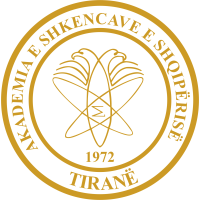 AKADEMIA E SHKENCAVE E SHQIPËRISË
1972
TIRANË